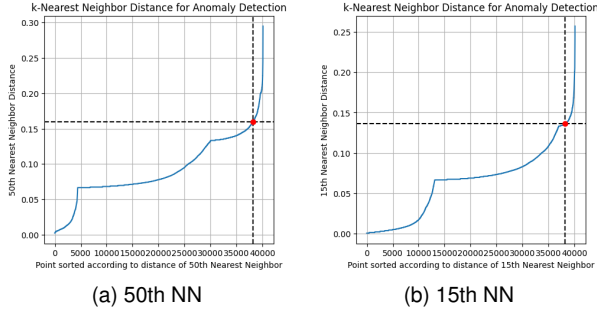 k-Nearest Neighbor Distance for Anomaly Detection
0.30
0.25
0.20
0.15
0.10
0.05
0.00
50th Nearest Neighbor Distance
0 5000 10000 15000 20000 25000 30000 35000 40000
Point sorted according to distance of 50th Nearest Neighbor
(a) 50th NN
k-Nearest Neighbor Distance for Anomaly Detection
0.25
0.20
0.15
0.10
0.05
0.00
15th Nearest Neighbor Distance
0 5000 10000 15000 20000 25000 30000 35000 40000
Point sorted according to distance of 15th Nearest Neighbor
(b) 15th NN